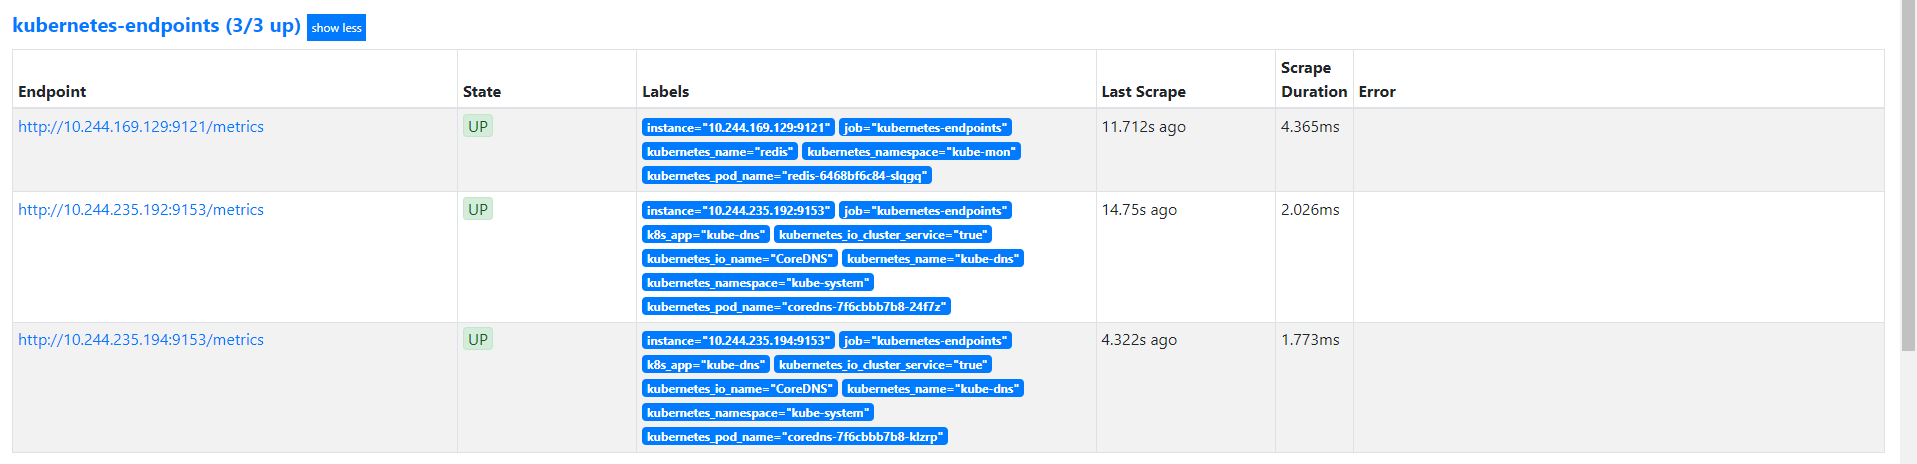 kubernetes-endpoints (3/3 up) show less
Endpoint State Labels Last Scrape Scrape Duration Error
http://10.244.169.129:9121/metrics UP instance="10.244.169.129:9121" job="kubernetes-endpoints" 11.712s ago 4.365ms
kubernetes_name="redis" kubernetes_namespace="kube-mon"
kubernetes_pod_name="redis-6468bf6c84-slqgq"
http://10.244.235.192:9153/metrics UP instance="10.244.235.192:9153" job="kubernetes-endpoints" 14.75s ago 2.026ms
k8s_app="kube-dns" kubernetes_io_cluster_service="true"
kubernetes_io_name="CoreDNS" kubernetes_name="kube-dns"
kubernetes_namespace="kube-system"
kubernetes_pod_name="coredns-7f6cbbb7b8-24f7z"
http://10.244.235.194:9153/metrics UP instance="10.244.235.194:9153" job="kubernetes-endpoints" 4.322s ago 1.773ms
k8s_app="kube-dns" kubernetes_io_cluster_service="true"
kubernetes_io_name="CoreDNS" kubernetes_name="kube-dns"
kubernetes_namespace="kube-system"
kubernetes_pod_name="coredns-7f6cbbb7b8-klzrp"